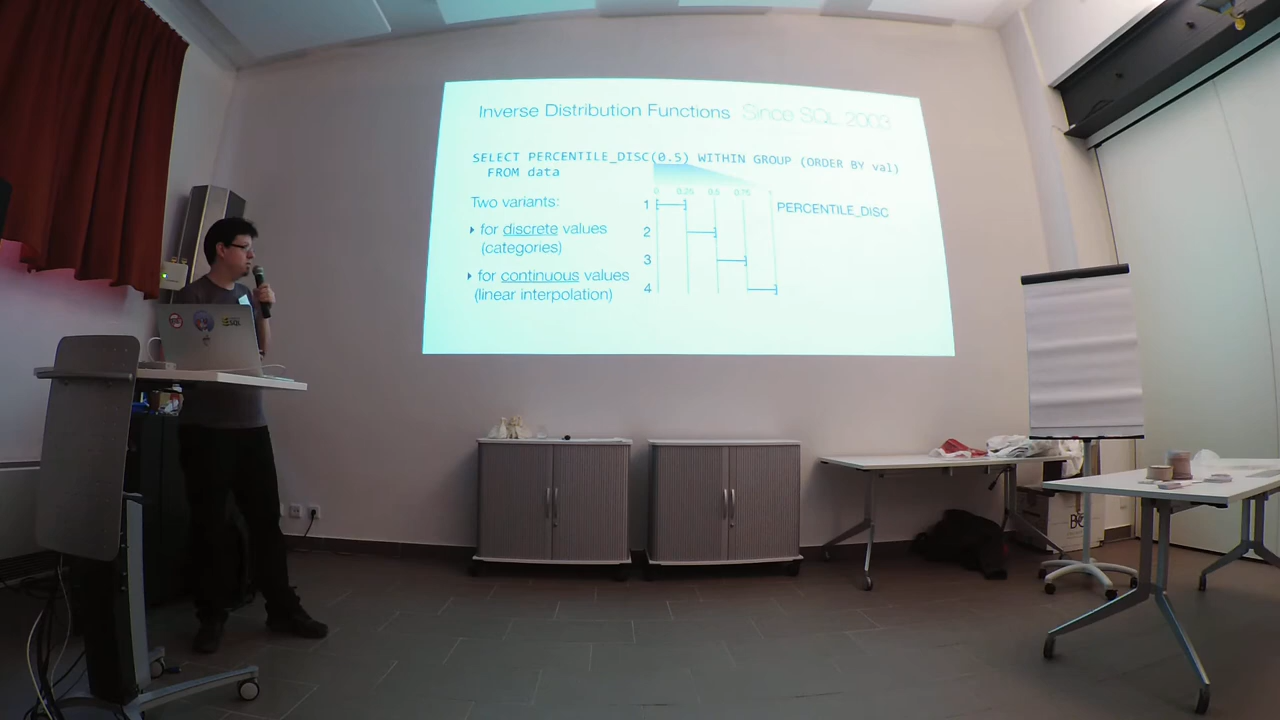 Inverse Distribution Functions Since SQL 2003
SELECT PERCENTILE_DISC(0.5) WITHIN GROUP (ORDER BY val)
FROM data
Two variants:
‣ for discrete values
(categories)
‣ for continuous values
(linear interpolation)
0 0.25 0.5 0.75 1
1
2
3
4
PERCENTILE_DISC